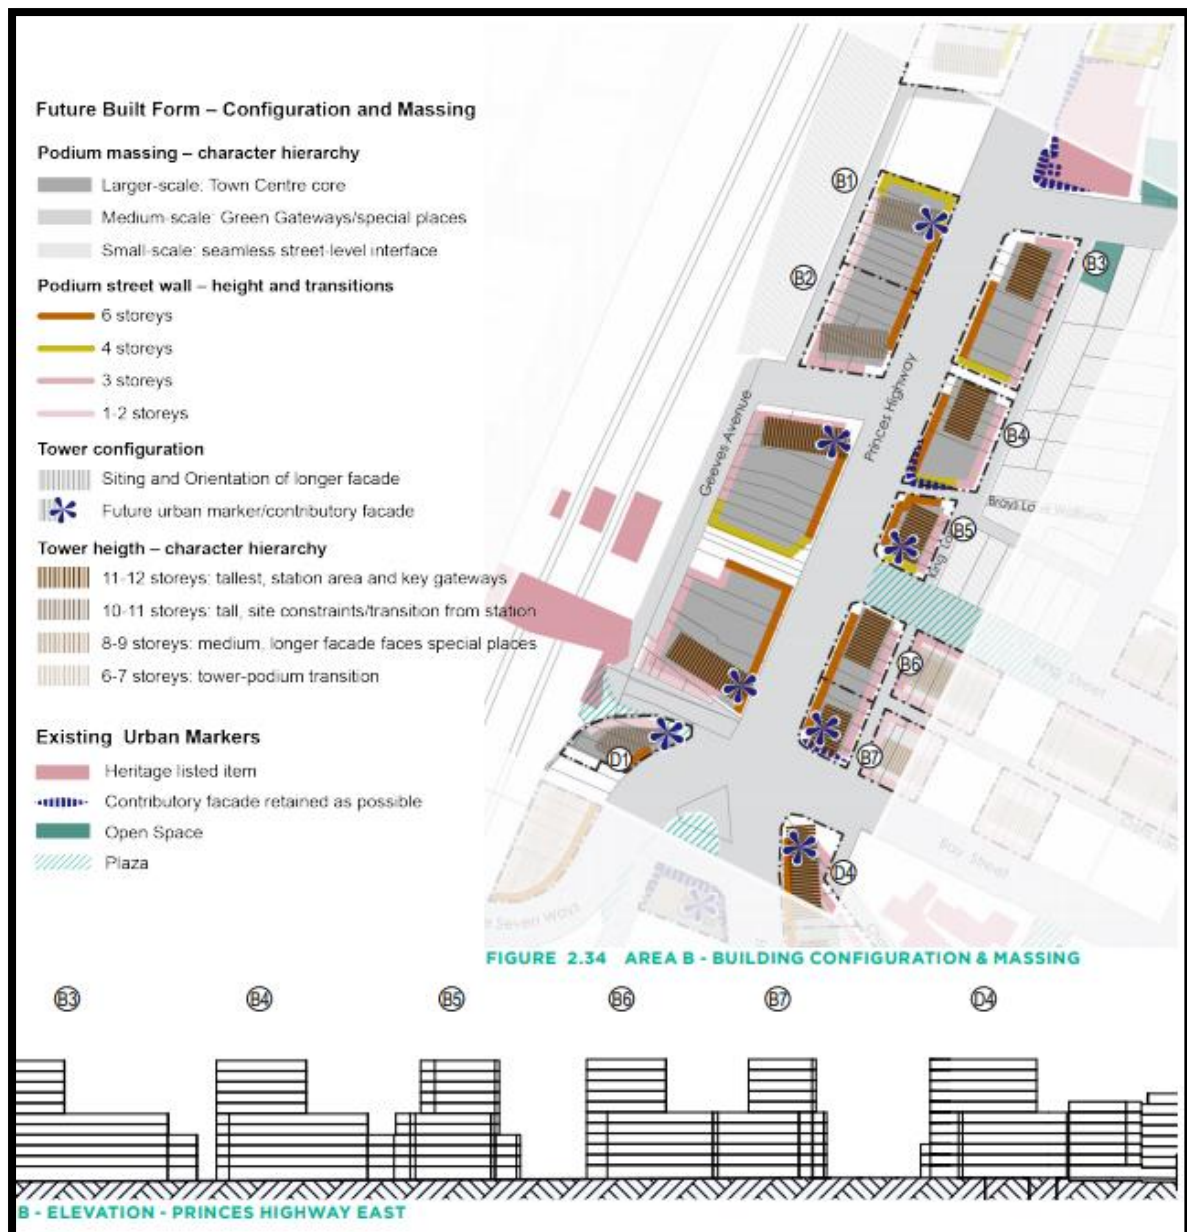 Future Built Form – Configuration and Massing
Podium massing – character hierarchy
Larger-scale: Town Centre core
Medium-scale: Green Gateways/special places
Small-scale: seamless street-level interface
Podium street wall – height and transitions
6 storeys
4 storeys
3 storeys
1-2 storeys
Tower configuration
Siting and Orientation of longer facade
Future urban marker/contributory facade
Tower heigth – character hierarchy
11-12 storeys: tallest, station area and key gateways
10-11 storeys: tall, site constraints/transition from station
8-9 storeys: medium, longer facade faces special places
6-7 storeys: tower-podium transition
Existing Urban Markers
Heritage listed item
Contributory facade retained as possible
Open Space
Plaza
B1
B2
B3
Princes Highway
Geeves Avenue
B4
Brays La
B5
B6
Street
B7
D1
D4
Bay Street
Seven Ways
FIGURE 2.34 AREA B - BUILDING CONFIGURATION & MASSING
B3 B4 B5 B6 B7 D4
B - ELEVATION - PRINCES HIGHWAY EAST